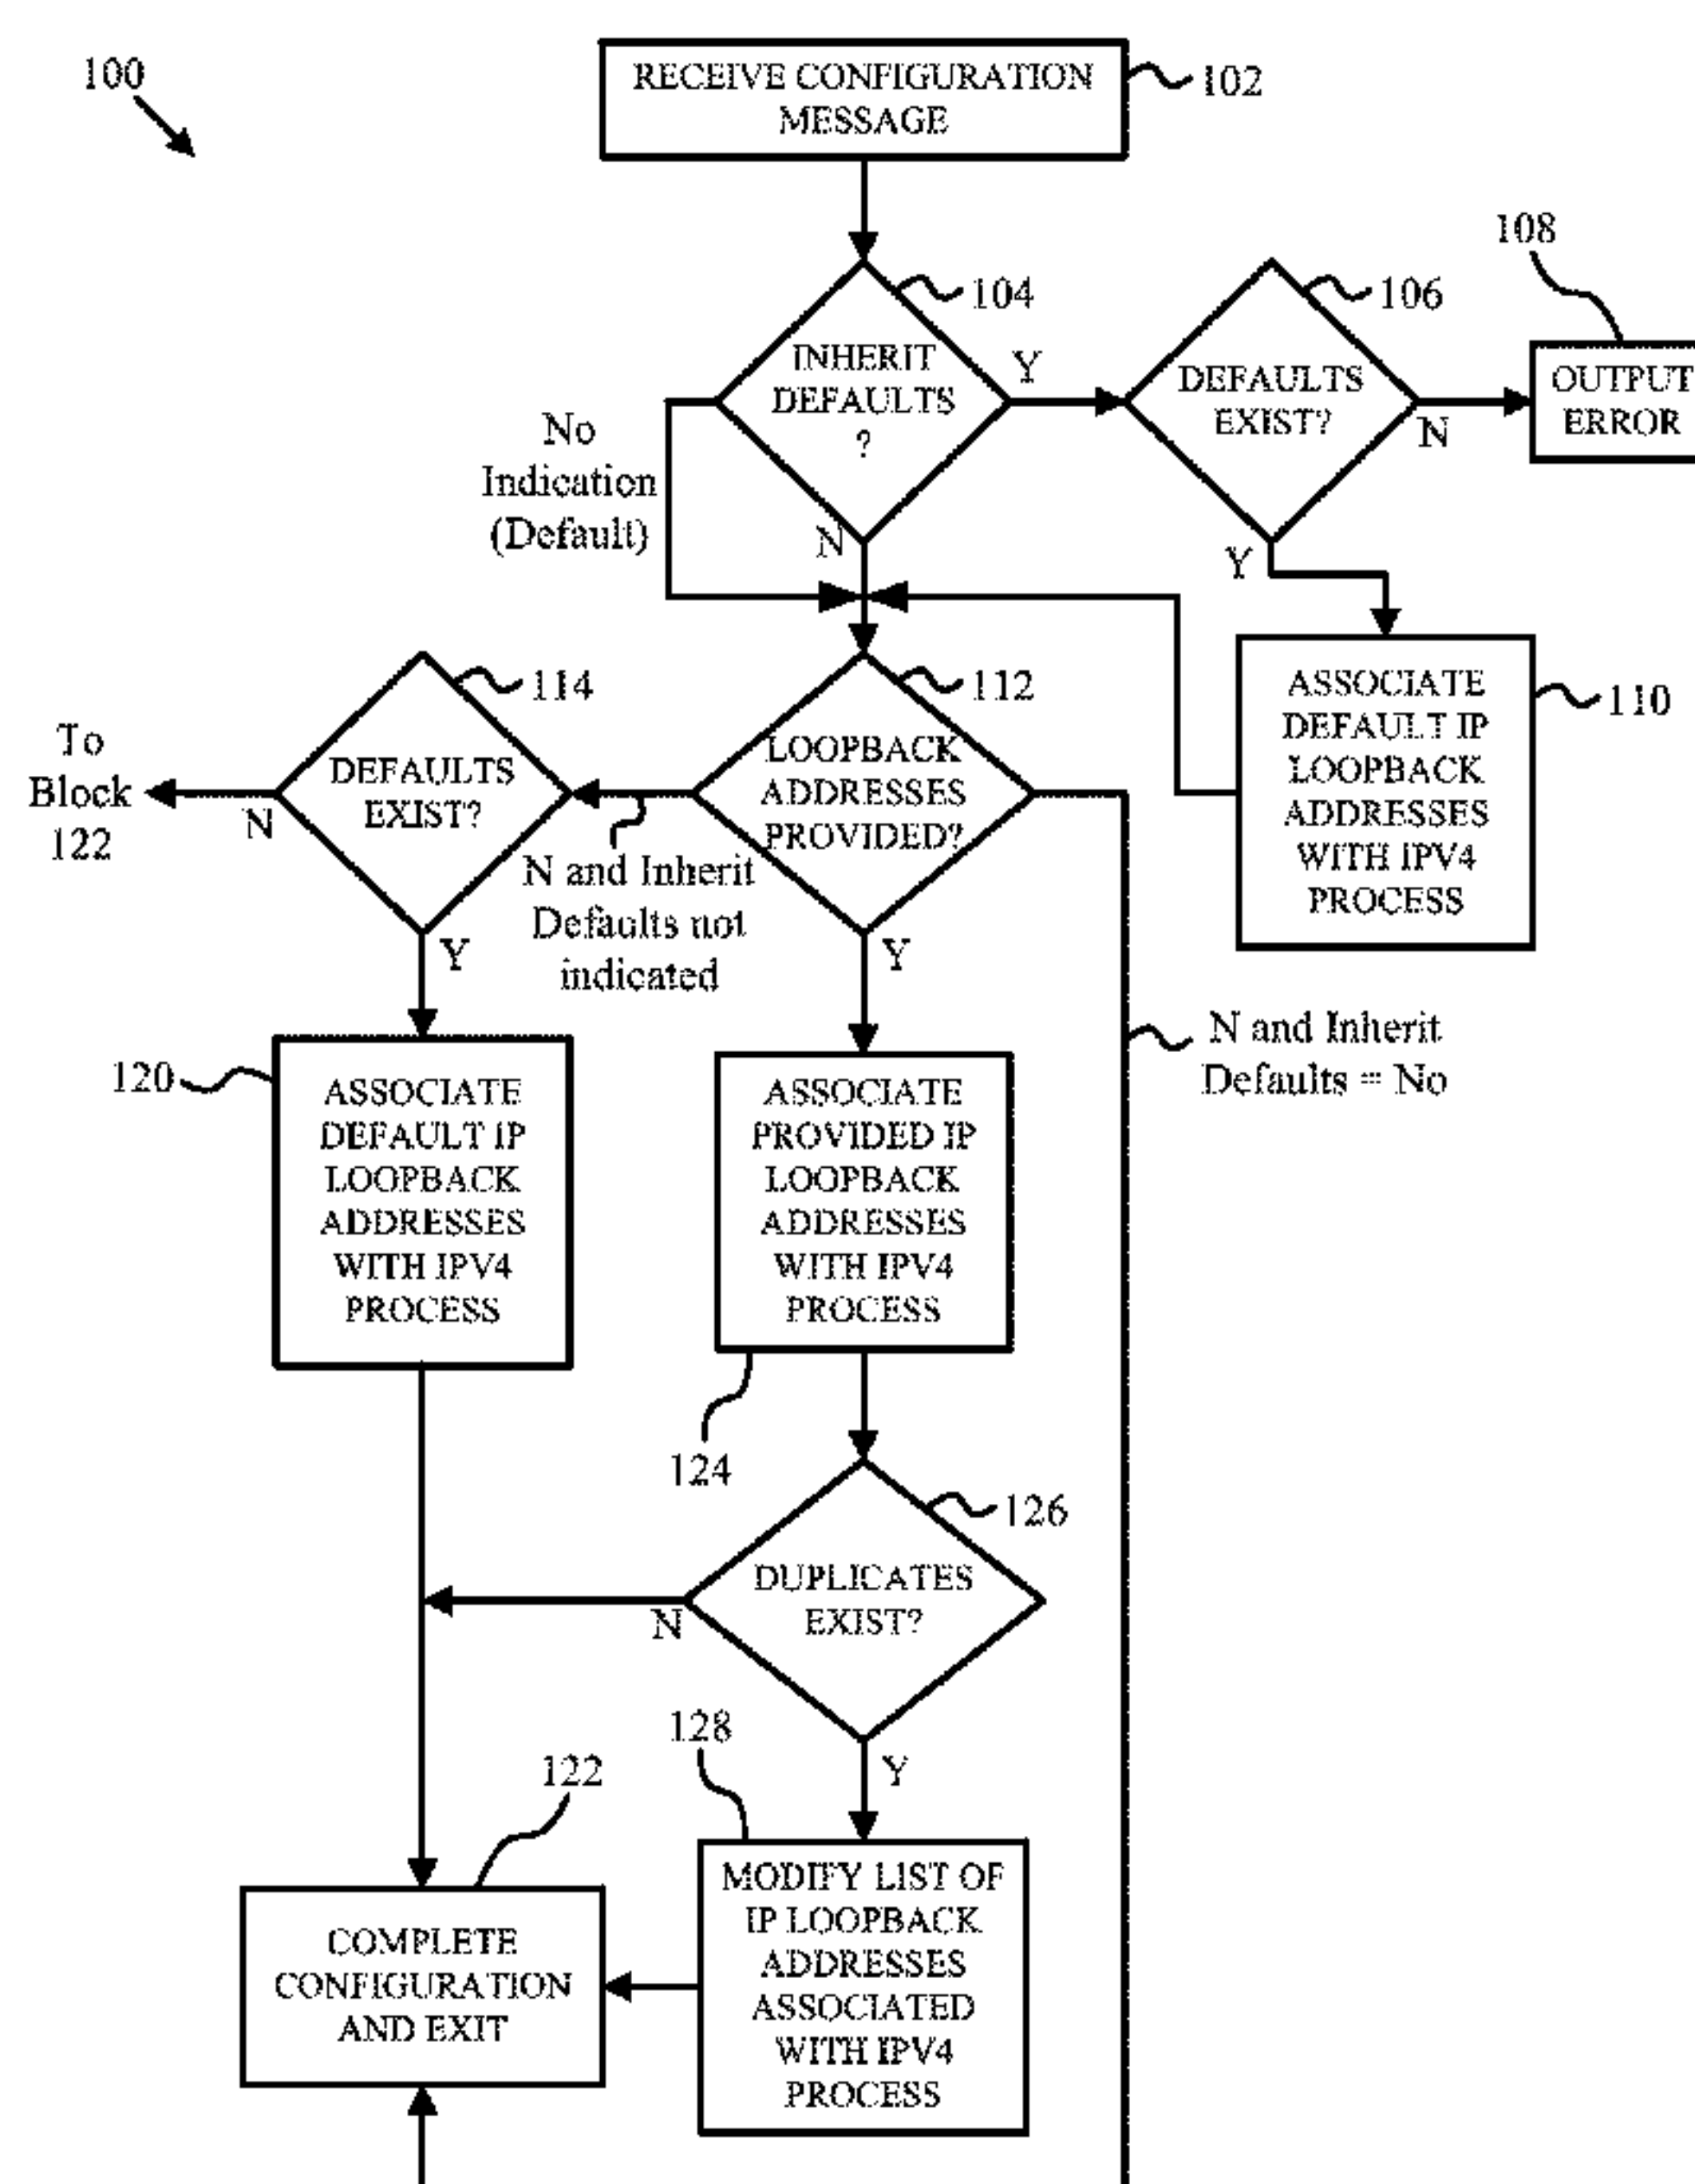 100
RECEIVE CONFIGURATION
MESSAGE
102
104
INHERIT
DEFAULTS
?
Y
N
No
Indication
(Default)
106
DEFAULTS
EXIST?
N
Y
108
OUTPUT
ERROR
ASSOCIATE
DEFAULT IP
LOOPBACK
ADDRESSES
WITH IPV4
PROCESS
110
112
LOOPBACK
ADDRESSES
PROVIDED?
Y
114
DEFAULTS
EXIST?
N
Y
To
Block
122
N and Inherit
Defaults not
indicated
N and Inherit
Defaults = No
120
ASSOCIATE
DEFAULT IP
LOOPBACK
ADDRESSES
WITH IPV4
PROCESS
ASSOCIATE
PROVIDED IP
LOOPBACK
ADDRESSES
WITH IPV4
PROCESS
124
126
DUPLICATES
EXIST?
N
Y
128
MODIFY LIST OF
IP LOOPBACK
ADDRESSES
ASSOCIATED
WITH IPV4
PROCESS
122
COMPLETE
CONFIGURATION
AND EXIT